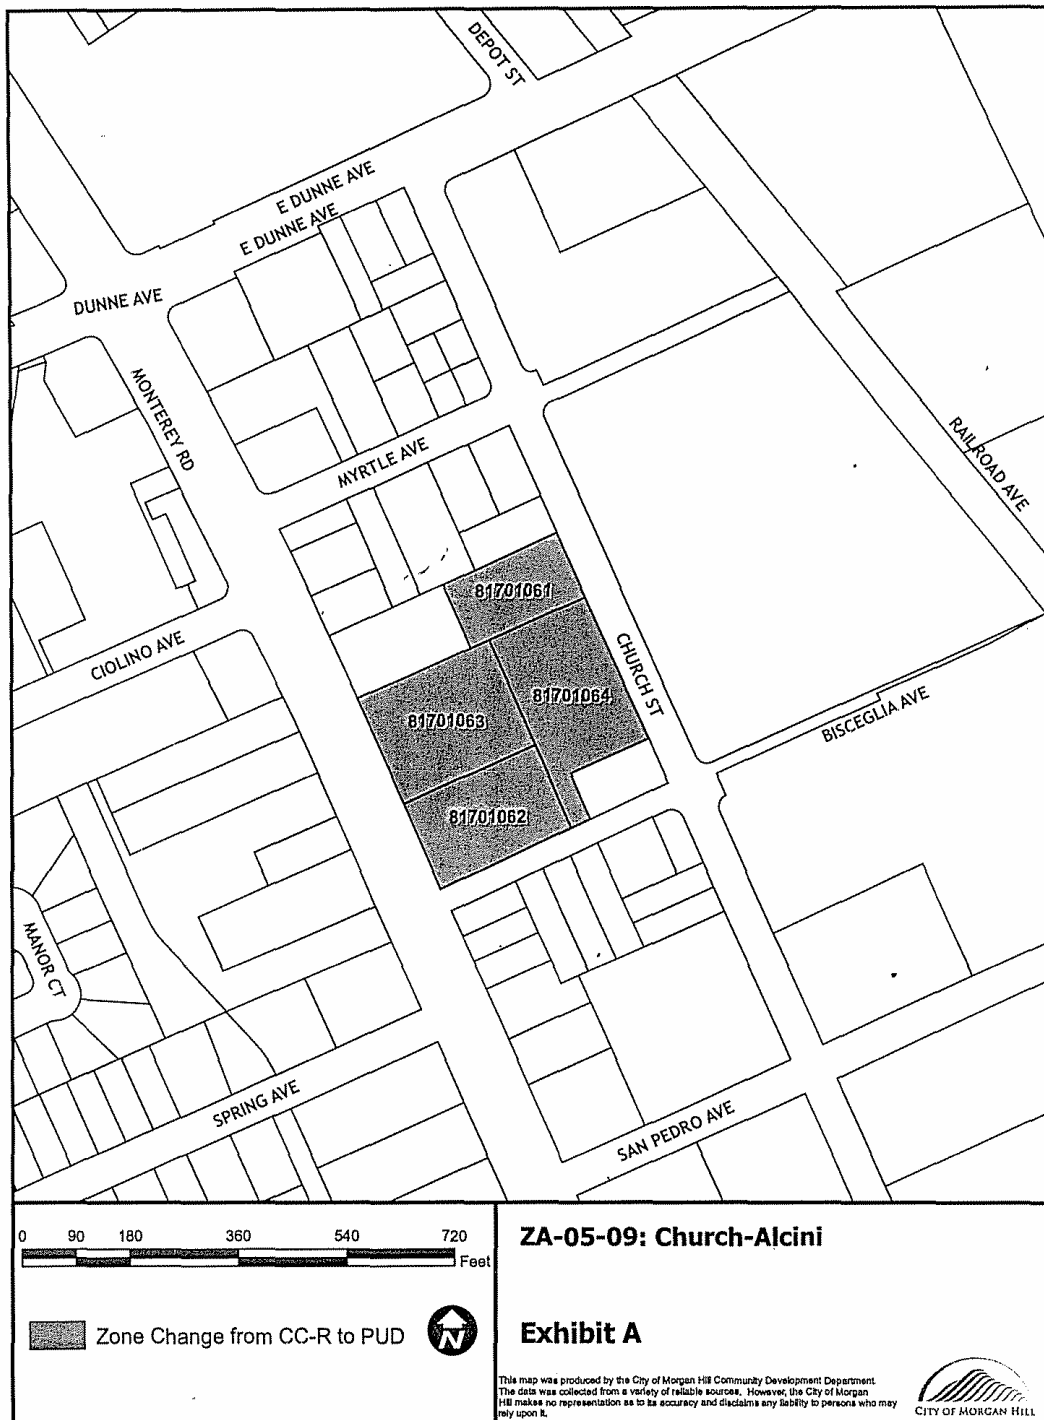 DEPOT ST
E DUNNE AVE
E DUNNE AVE
DUNNE AVE
MONTEREY RD
MYRTLE AVE
RAILROAD AVE
CIOLINO AVE
81701061
CHURCH ST
81701064
81701063
BISCEGLIA AVE
81701062
MANOR CT
SPRING AVE
SAN PEDRO AVE
0 90 180 360 540 720
Feet
Zone Change from CC-R to PUD
N
ZA-05-09: Church-Alcini
Exhibit A
This map was produced by the City of Morgan Hill Community Development Department.
The data was collected from a variety of reliable sources. However, the City of Morgan
Hill makes no representation as to its accuracy and disclaims any liability to persons who may
rely upon it.
CITY OF MORGAN HILL